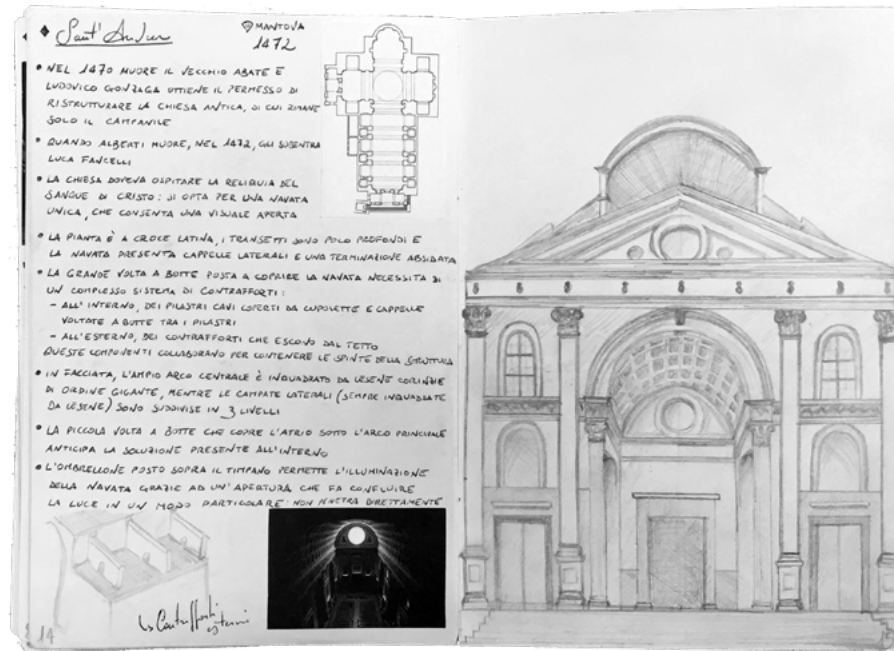 Sant'Andrea
MANTOVA
1472
• NEL 1470 MUORE IL VECCHIO ABATE E
LUDOVICO GONZAGA OTTIENE IL PERMESSO DI
RISTRUTTURARE LA CHIESA ANTICA, DI CUI RIMANE
SOLO IL CAMPANILE
• QUANDO ALBERTI MUORE, NEL 1472, GLI SUBENTRA
LUCA FANCELLI
• LA CHIESA DOVEVA OSPITARE LA RELIQUIA DEL
SANGUE DI CRISTO: SI OPTA PER UNA NAVATA
UNICA, CHE CONSENTA UNA VISUALE APERTA
• LA PIANTA È A CROCE LATINA, I TRANSETTI SONO POCO PROFONDI E
LA NAVATA PRESENTA CAPPELLE LATERALI E UNA TERMINAZIONE ABSIDATA
• LA GRANDE VOLTA A BOTTE POSTA A COPRIRE LA NAVATA NECESSITA DI
UN COMPLESSO SISTEMA DI CONTRAFFORTI:
- ALL'INTERNO, DEI PILASTRI CAVI COPERTI DA CUPOLETTE E CAPPELLE
VOLTATE A BOTTE TRA I PILASTRI
- ALL'ESTERNO, DEI CONTRAFFORTI CHE ESCONO DAL TETTO
QUESTE COMPONENTI COLLABORANO PER CONTENERE LE SPINTE DELLA STRUTTURA
• IN FACCIATA, L'AMPIO ARCO CENTRALE È INQUADRATO DA LESENE CORINZIE
DI ORDINE GIGANTE, MENTRE LE CAMPATE LATERALI (SEMPRE INQUADRATE
DA LESENE) SONO SUDDIVISE IN 3 LIVELLI
• LA PICCOLA VOLTA A BOTTE CHE COPRE L'ATRIO SOTTO L'ARCO PRINCIPALE
ANTICIPA LA SOLUZIONE PRESENTE ALL'INTERNO
• L'OMBRELLONE POSTO SOPRA IL TIMPANO PERMETTE L'ILLUMINAZIONE
DELLA NAVATA GRAZIE AD UN'APERTURA CHE FA CONFLUIRE
LA LUCE IN UN MODO PARTICOLARE: NON PENETRA DIRETTAMENTE
↳ Contrafforti
esterni
14